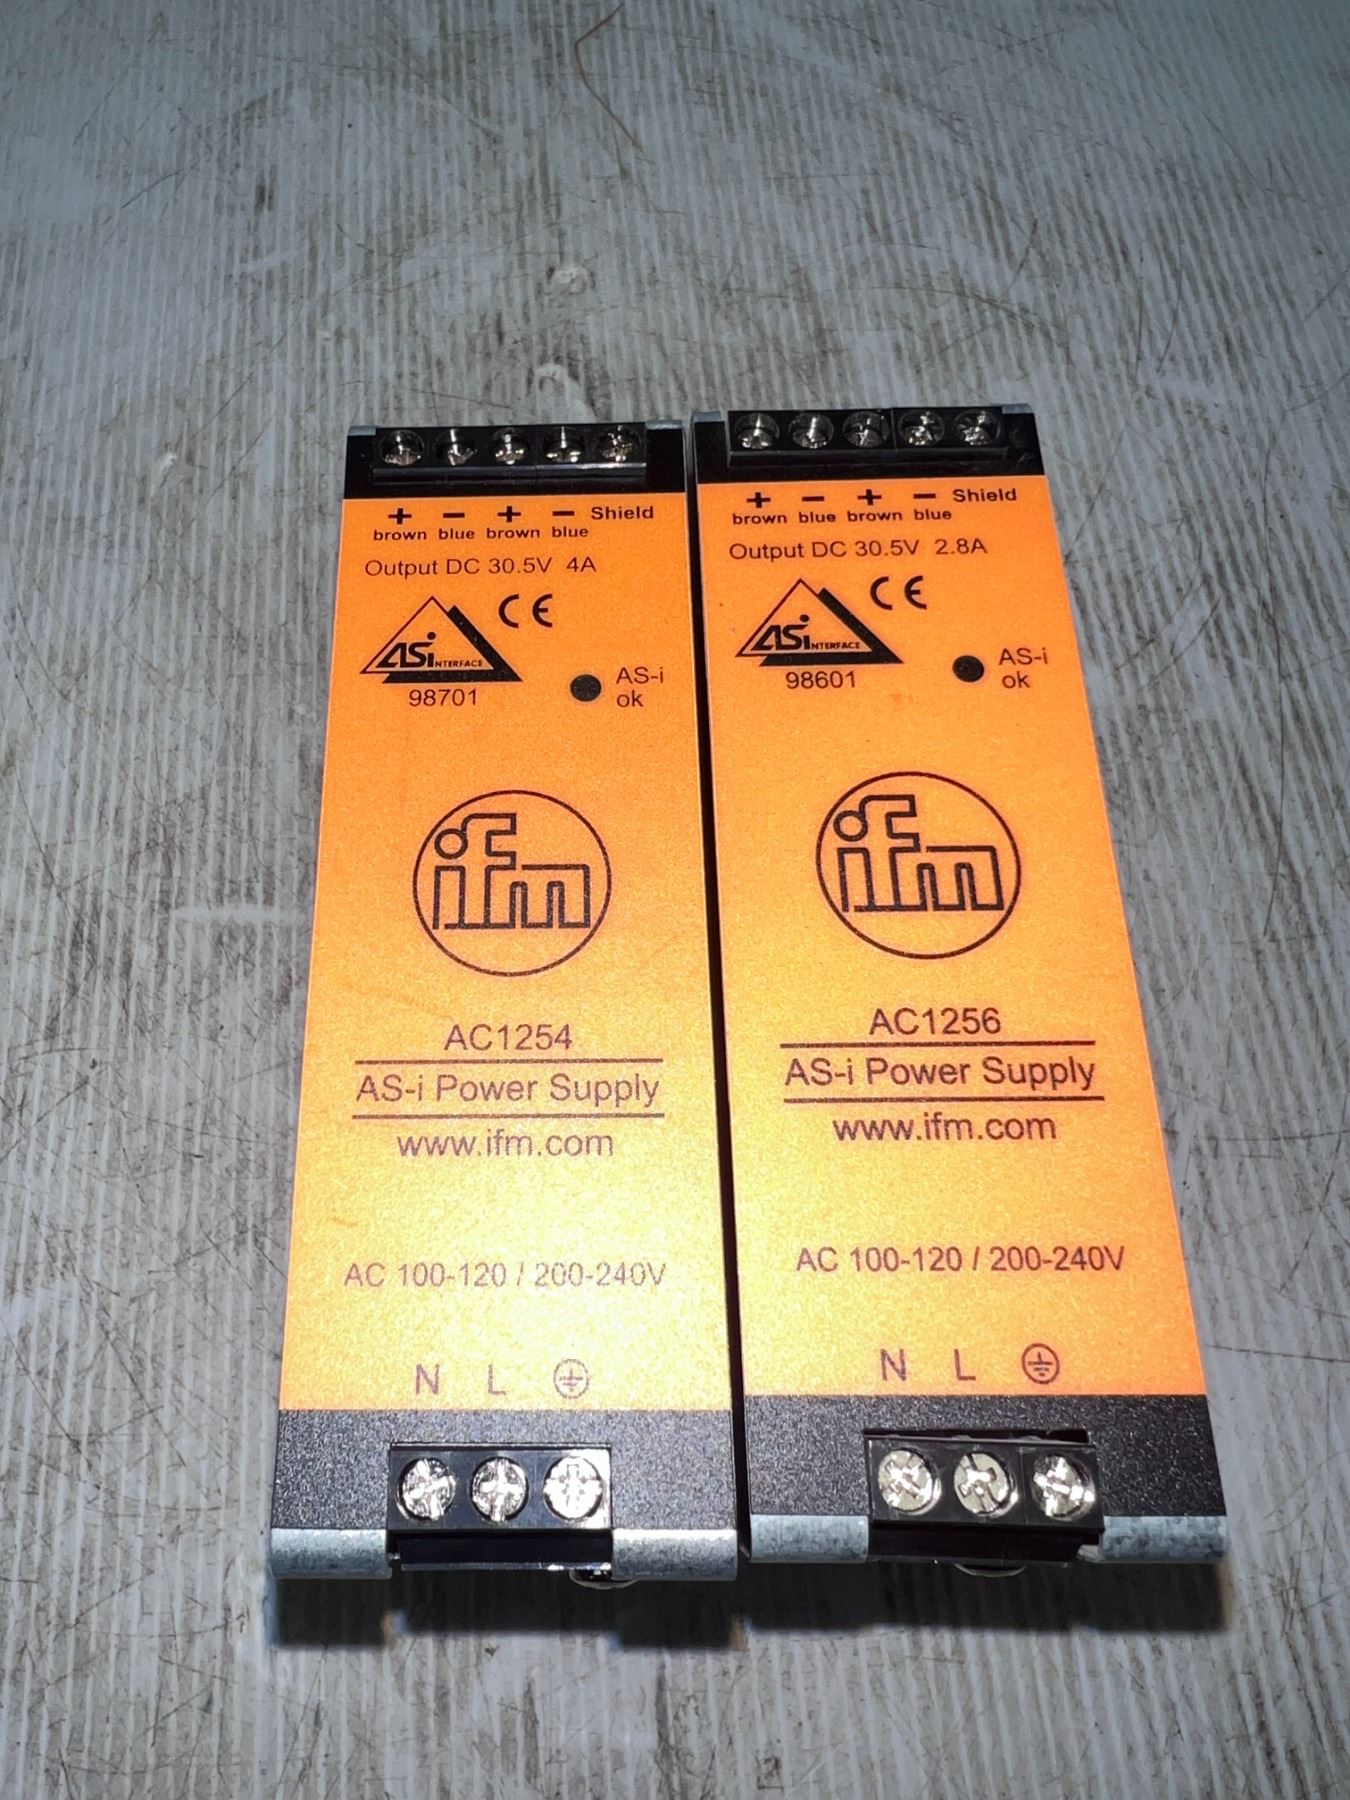 + - + - Shield
brown blue brown blue
Output DC 30.5V 4A
CE
ASi INTERFACE
98701
AS-i
ok
ifm
AC1254
AS-i Power Supply
www.ifm.com
AC 100-120 / 200-240V
N L
+ - + - Shield
brown blue brown blue
Output DC 30.5V 2.8A
CE
ASi INTERFACE
98601
AS-i
ok
ifm
AC1256
AS-i Power Supply
www.ifm.com
AC 100-120 / 200-240V
N L